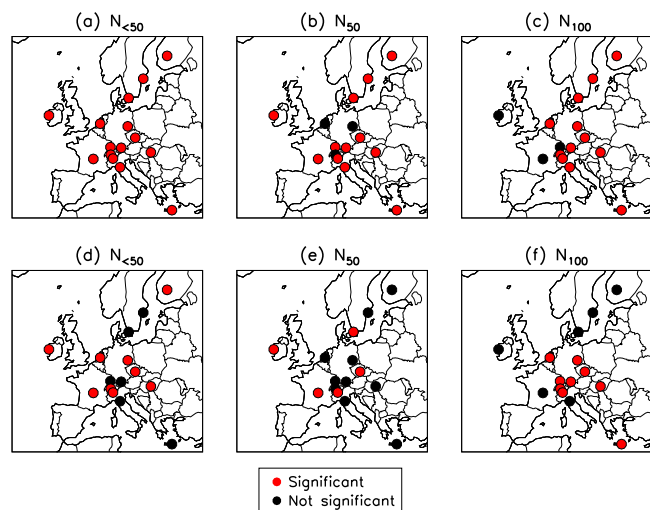 (a) N<50
(b) N50
(c) N100
(d) N<50
(e) N50
(f) N100
Significant
Not significant